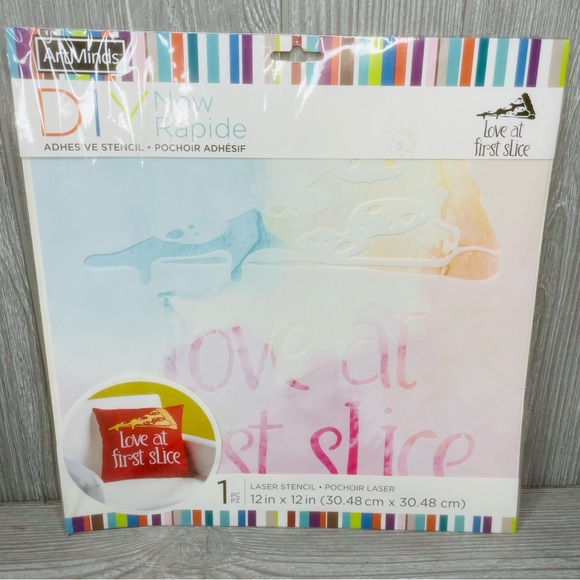 ArtMinds
DIY Now
Rapide
ADHESIVE STENCIL • POCHOIR ADHÉSIF
love at
first slice
love at
first slice
love at
first slice
1 PC
PZ
LASER STENCIL • POCHOIR LASER
12 in x 12 in (30.48 cm x 30.48 cm)